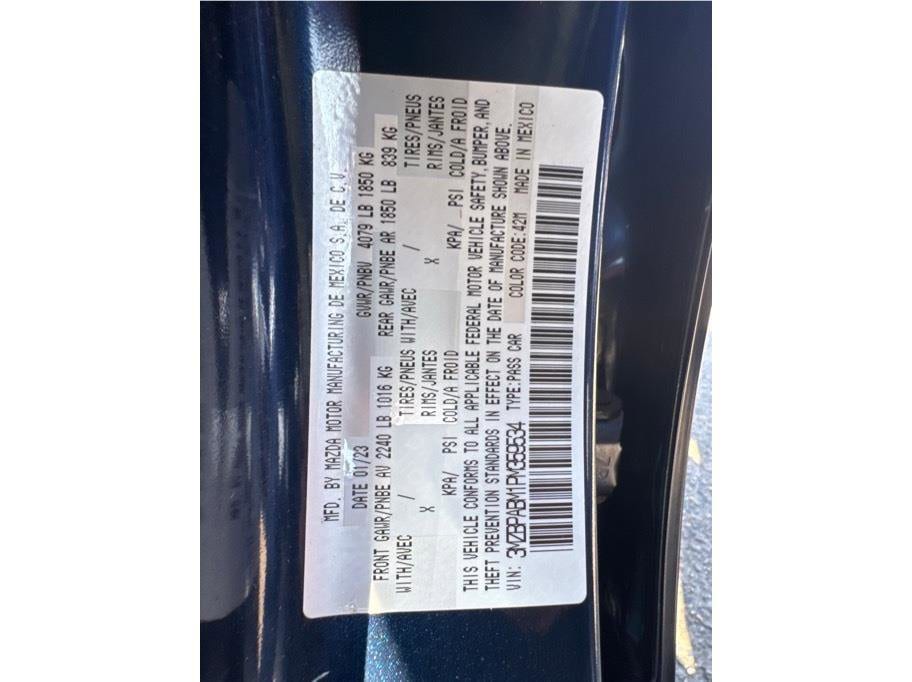 MFD. BY MAZDA MOTOR MANUFACTURING DE MEXICO S.A. DE C.V.
DATE 01/23 GVWR/PNBV 4079 LB 1850 KG
FRONT GAWR/PNBE AV 2240 LB 1016 KG REAR GAWR/PNBE AR 1850 LB 839 KG
WITH/AVEC / TIRES/PNEUS WITH/AVEC / TIRES/PNEUS
X RIMS/JANTES X RIMS/JANTES
KPA/ PSI COLD/A FROID KPA/ PSI COLD/A FROID
THIS VEHICLE CONFORMS TO ALL APPLICABLE FEDERAL MOTOR VEHICLE SAFETY, BUMPER, AND
THEFT PREVENTION STANDARDS IN EFFECT ON THE DATE OF MANUFACTURE SHOWN ABOVE.
VIN: 3MZBPABM1PM359534 TYPE:PASS CAR COLOR CODE:42M MADE IN MEXICO